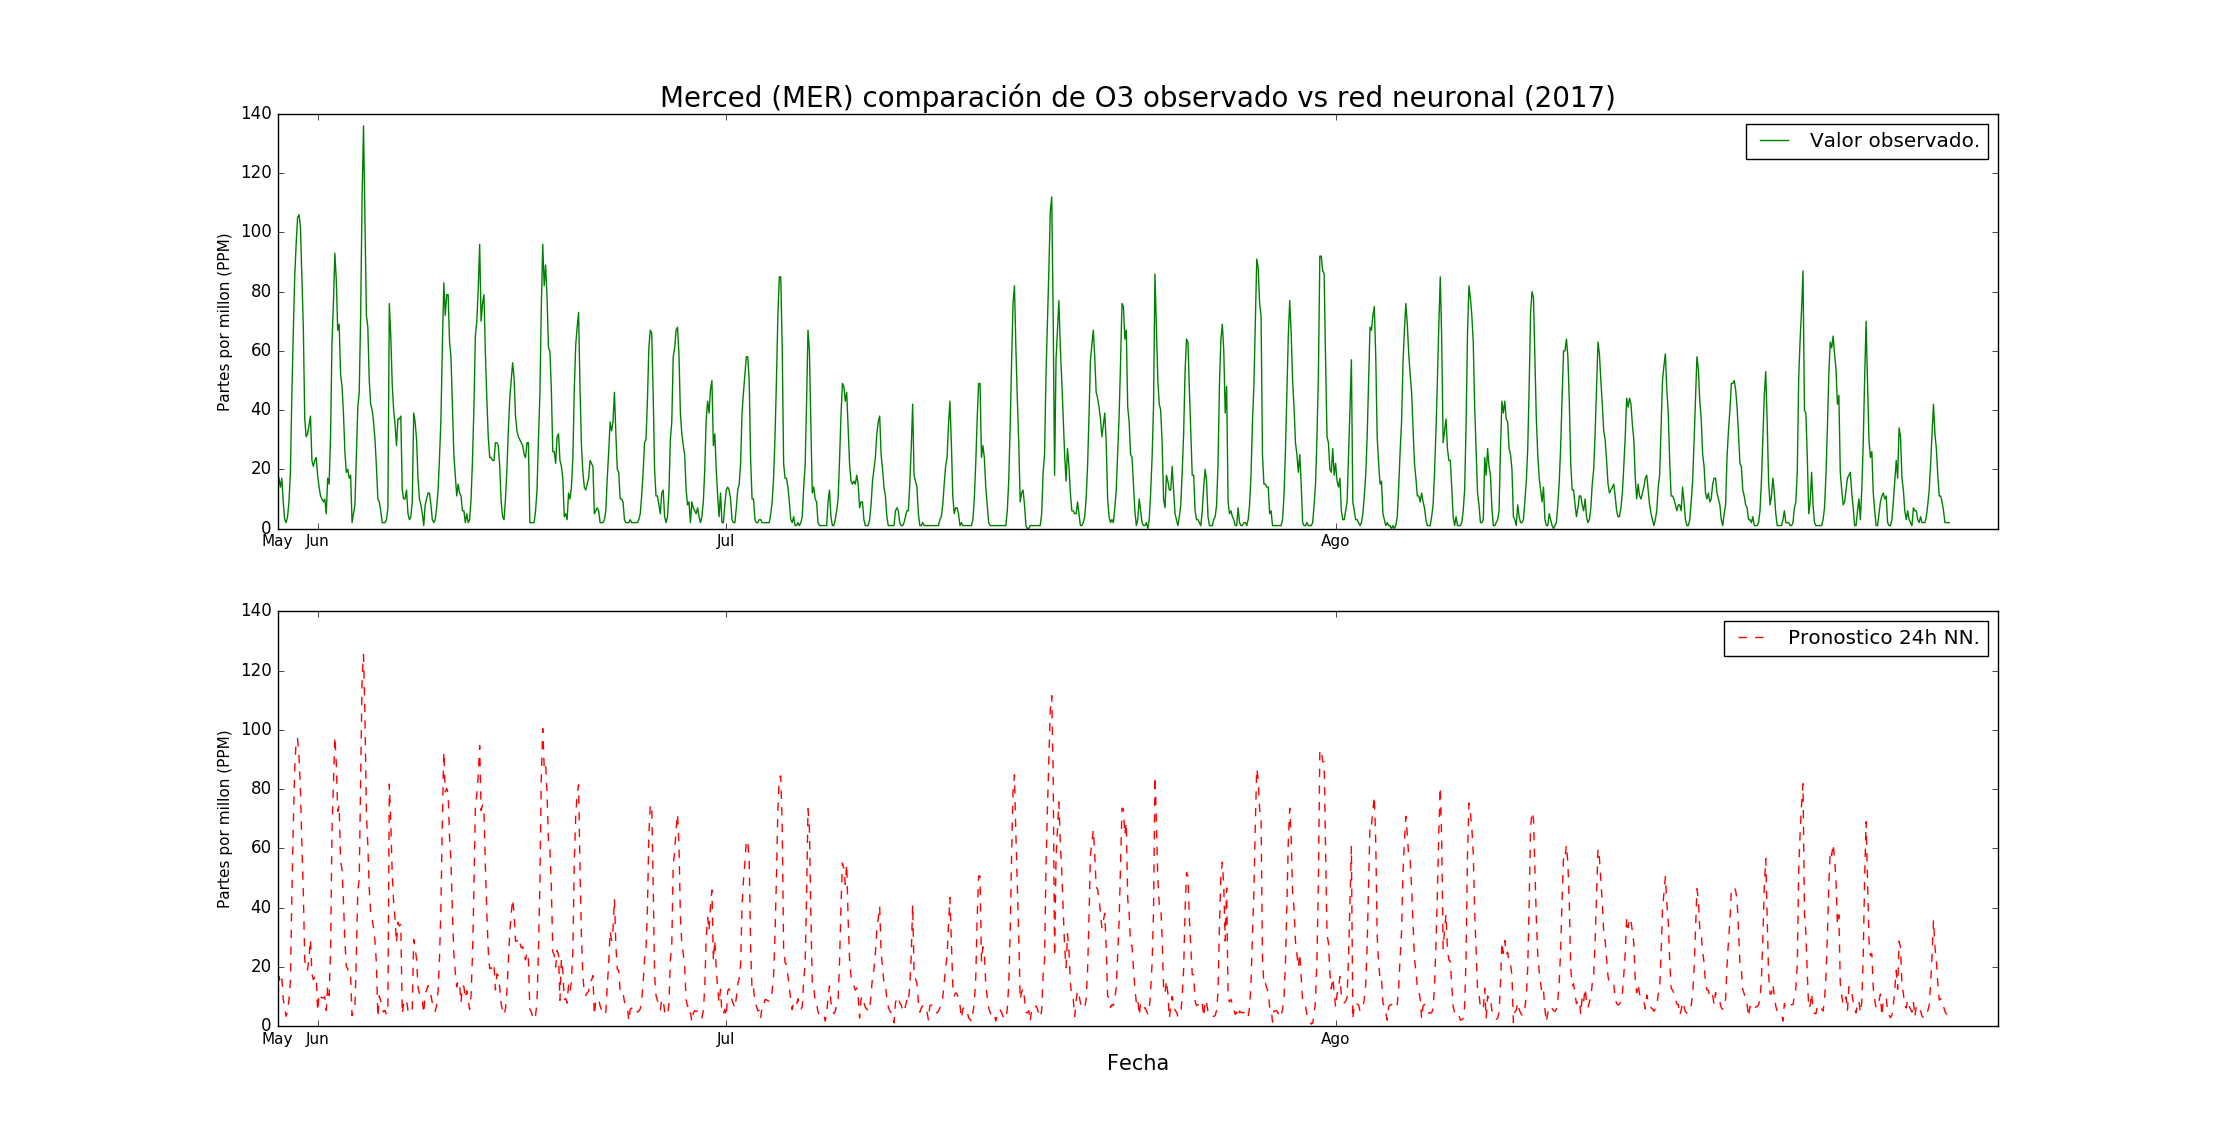 Merced (MER) comparación de O3 observado vs red neuronal (2017)
140
120
100
80
60
40
20
0
Partes por millon (PPM)
Valor observado.
May Jun Jul Ago
140
120
100
80
60
40
20
0
Partes por millon (PPM)
Pronostico 24h NN.
May Jun Jul Ago
Fecha